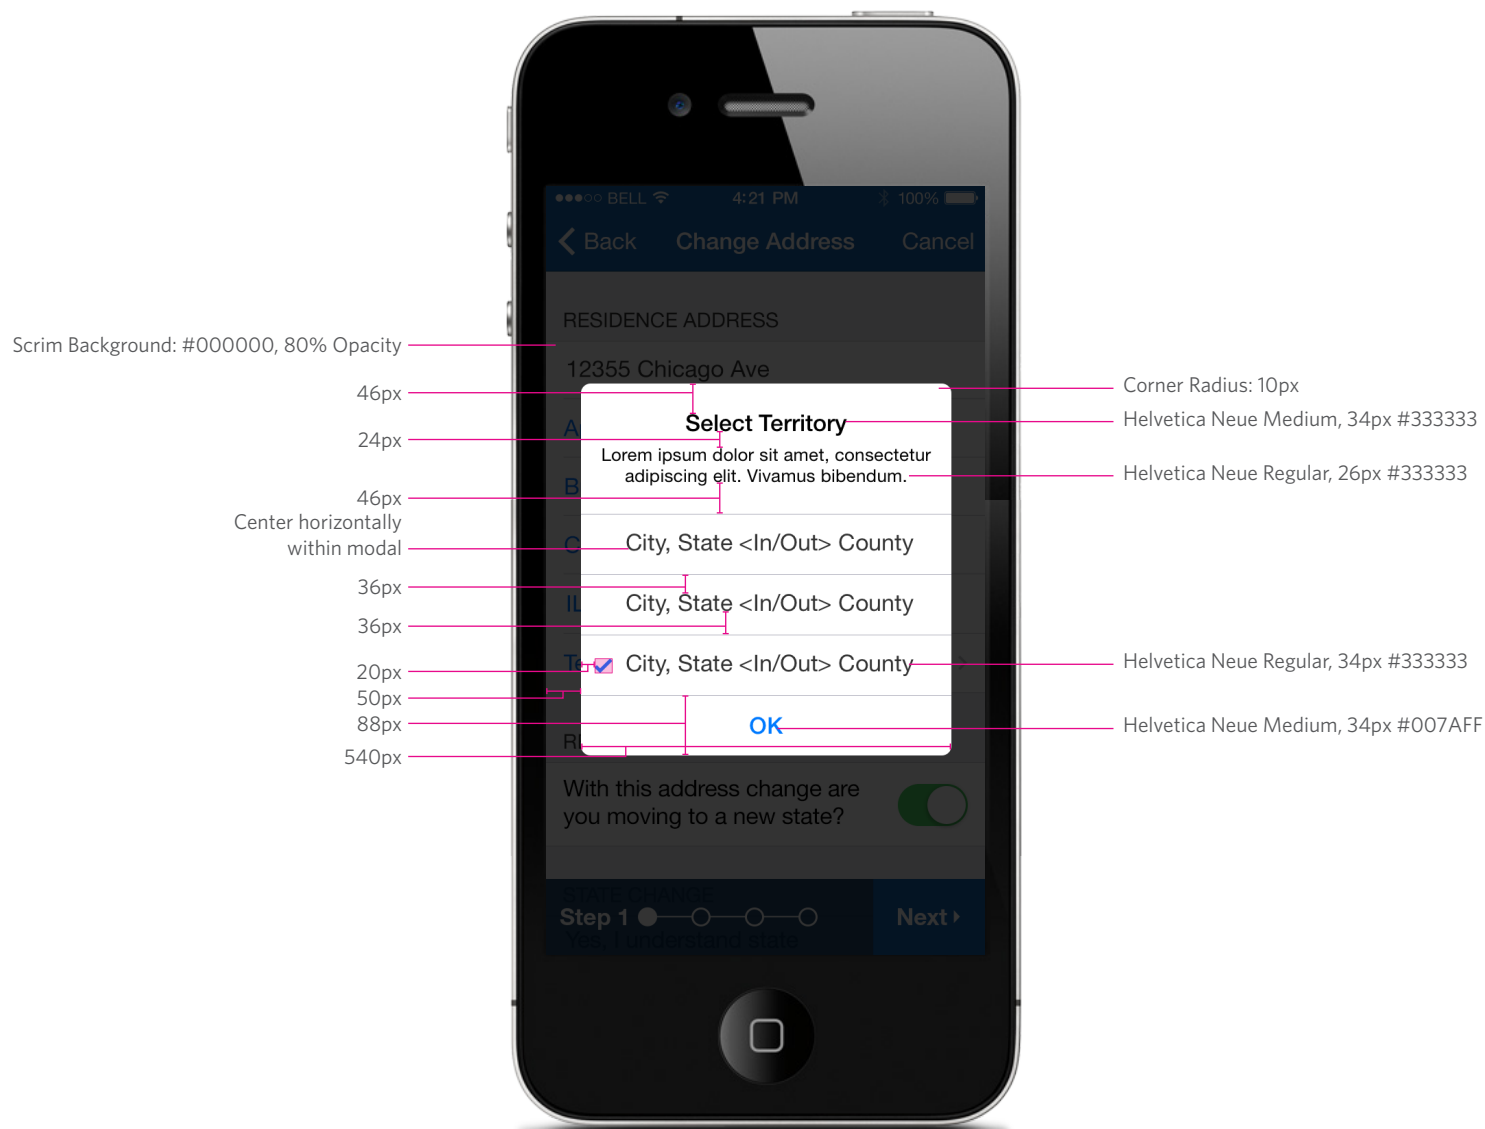 BELL 4:21 PM 100%
Back Change Address Cancel
RESIDENCE ADDRESS
Scrim Background: #000000, 80% Opacity
12355 Chicago Ave
46px
Corner Radius: 10px
Select Territory
Helvetica Neue Medium, 34px #333333
24px
Lorem ipsum dolor sit amet, consectetur
adipiscing elit. Vivamus bibendum.
Helvetica Neue Regular, 26px #333333
46px
Center horizontally
within modal
City, State <In/Out> County
36px
City, State <In/Out> County
36px
City, State <In/Out> County
Helvetica Neue Regular, 34px #333333
20px
50px
88px
OK
Helvetica Neue Medium, 34px #007AFF
540px
With this address change are
you moving to a new state?
STATE CHANGE
Step 1 Next
Yes, I understand state